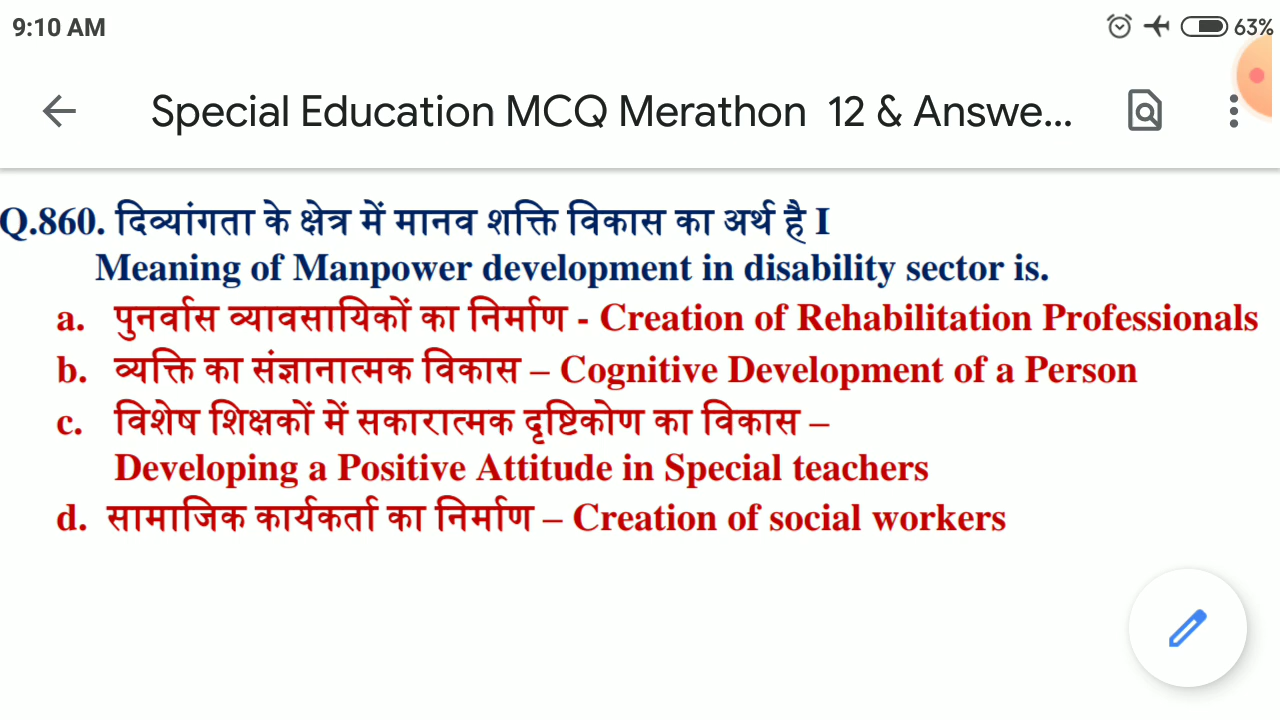 9:10 AM
63%
Special Education MCQ Merathon 12 & Answe...
Q.860. दिव्यांगता के क्षेत्र में मानव शक्ति विकास का अर्थ है I
Meaning of Manpower development in disability sector is.
a. पुनर्वास व्यावसायिकों का निर्माण - Creation of Rehabilitation Professionals
b. व्यक्ति का संज्ञानात्मक विकास – Cognitive Development of a Person
c. विशेष शिक्षकों में सकारात्मक दृष्टिकोण का विकास –
Developing a Positive Attitude in Special teachers
d. सामाजिक कार्यकर्ता का निर्माण – Creation of social workers